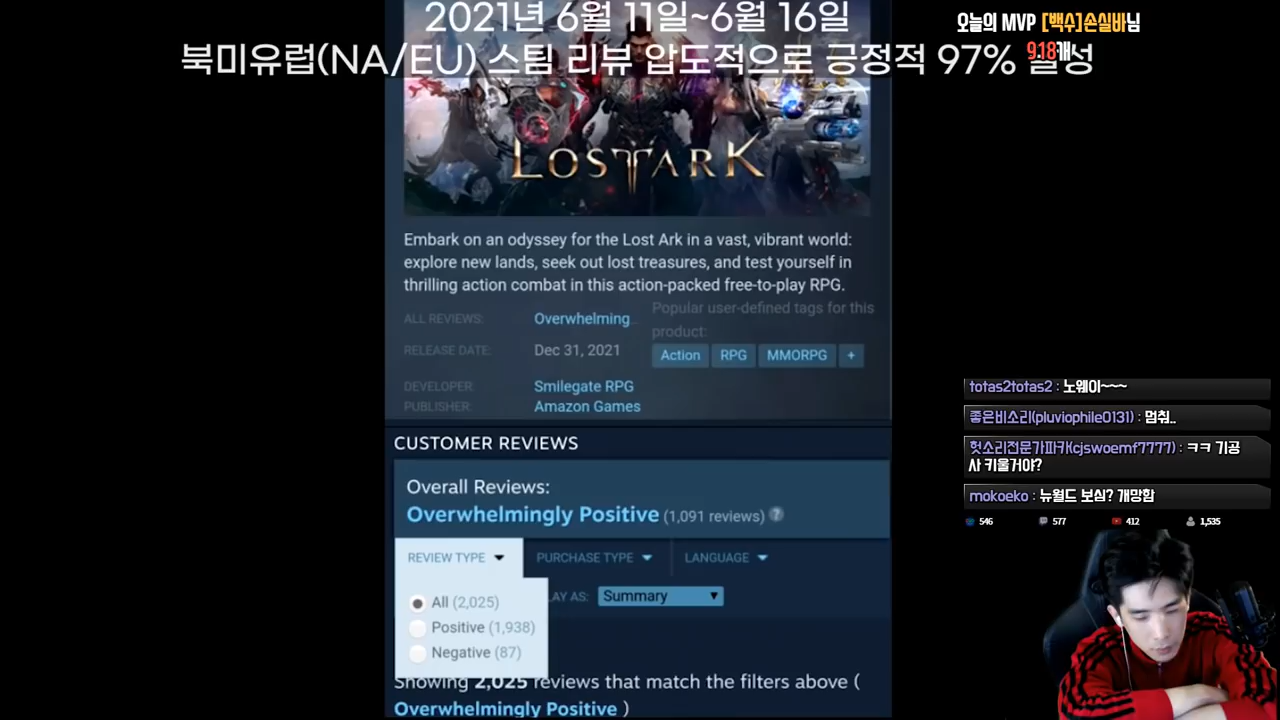 2021년 6월 11일~6월 16일
북미유럽(NA/EU) 스팀 리뷰 압도적으로 긍정적 97% 달성
오늘의 MVP [백수]손실바님
918개
LOST ARK
Embark on an odyssey for the Lost Ark in a vast, vibrant world:
explore new lands, seek out lost treasures, and test yourself in
thrilling action combat in this action-packed free-to-play RPG.
Popular user-defined tags for this
product:
ALL REVIEWS: Overwhelming
RELEASE DATE: Dec 31, 2021
Action RPG MMORPG +
DEVELOPER: Smilegate RPG
PUBLISHER: Amazon Games
CUSTOMER REVIEWS
Overall Reviews:
Overwhelmingly Positive (1,091 reviews) ?
REVIEW TYPE PURCHASE TYPE LANGUAGE
All (2,025)
LAY AS: Summary
Positive (1,938)
Negative (87)
Showing 2,025 reviews that match the filters above (
Overwhelmingly Positive )
totas2totas2 : 노웨이~~~
좋은비소리(pluviophile0131) : 멈춰..
헛소리전문가파카(cjswoemf7777) : ㅋㅋ 기공
사 키울거야?
mokoeko : 뉴월드 보심? 개망함
546 577 412 1,535